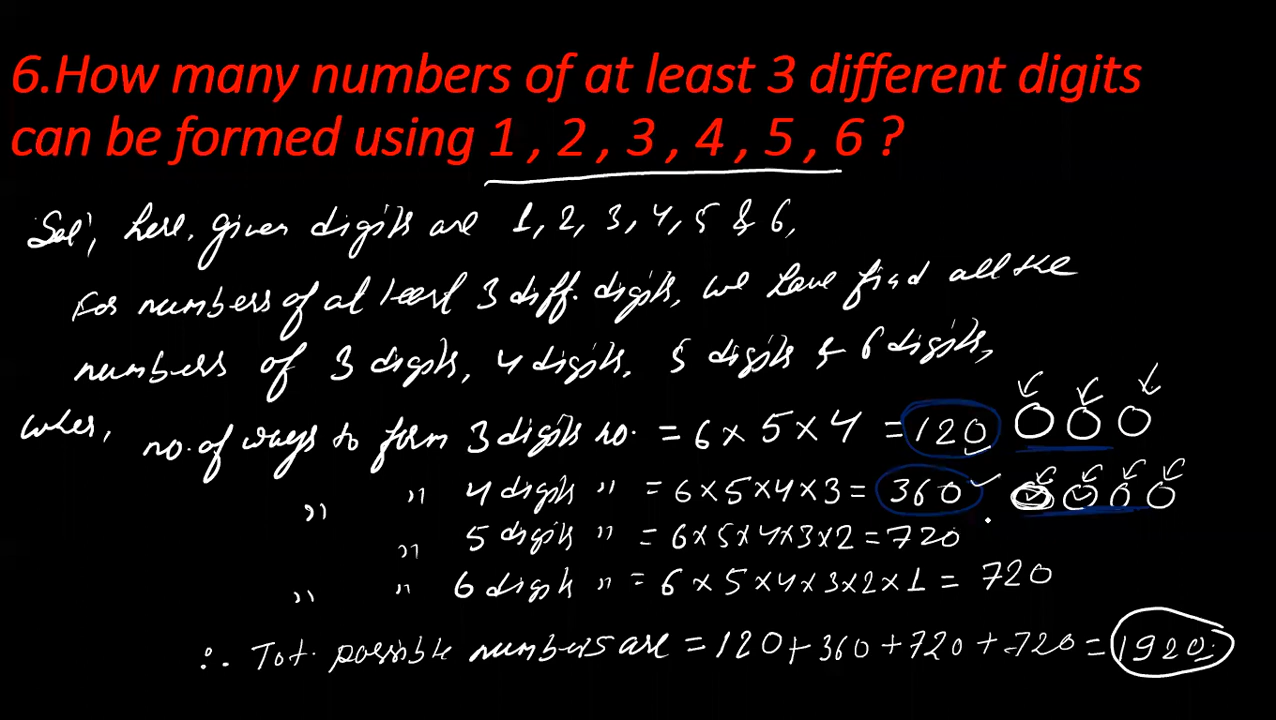 6.How many numbers of at least 3 different digits
can be formed using 1 , 2 , 3 , 4 , 5 , 6 ?
Sol', here, given digits are 1, 2, 3, 4, 5 & 6,
For numbers of at least 3 diff. digits, we have find all the
numbers of 3 digits, 4 digits, 5 digits & 6 digits,
when, no. of ways to form 3 digits no. = 6 × 5 × 4 = 120
" " 4 digits " = 6 × 5 × 4 × 3 = 360
" 5 digits " = 6 × 5 × 4 × 3 × 2 = 720
" " 6 digits " = 6 × 5 × 4 × 3 × 2 × 1 = 720
∴ Tot. possible numbers are = 120 + 360 + 720 + 720 = 1920